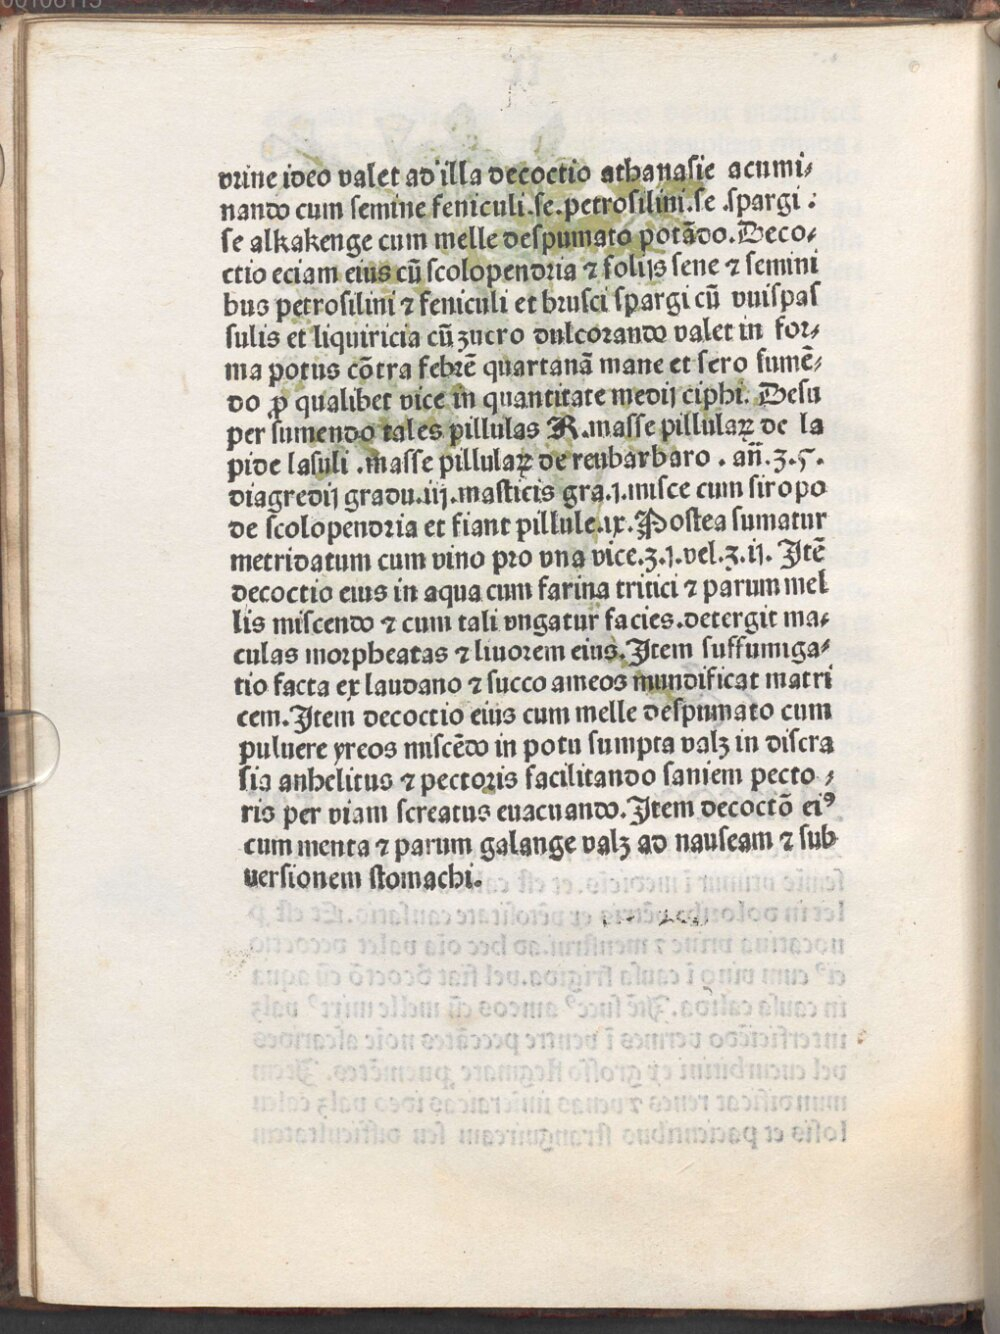 00108115
vrine ideo valet ad illa decoctio athanasie acumi⸗
nando cum semine feniculi.se.petrosilini.se .spargi :
se alkakenge cum melle despumato potādo.Deco⸗
ctio eciam eius cū scolopendria ⁊ folijs sene ⁊ semini
bus petrosilini ⁊ feniculi et brusci spargi cū vuispas
sulis et liquiricia cū zucro dulcorando valet in for⸗
ma potus cōtra febrē quartanā mane et sero sumē⸗
do ꝓ qualibet vice in quantitate medij ciphi. Desu
per sumendo tales pillulas R.masse pillulaꝝ de la
pide lasuli .masse pillulaꝝ de reubarbaro . an̄.ʒ.5.
diagredij gradu.iij.masticis gra.j.misce cum siropo
de scolopendria et fiant pillule.ix.Postea sumatur
metridatum cum vino pro vna vice.ʒ.j.vel.ʒ.ij. Itē
decoctio eius in aqua cum farina tritici ⁊ parum mel
lis miscendo ⁊ cum tali vngatur facies.detergit ma⸗
culas morpheatas ⁊ liuorem eius.Item suffumiga⸗
tio facta ex laudano ⁊ succo ameos mundificat matri
cem.Item decoctio eius cum melle despumato cum
puluere yreos miscēdo in potu sumpta valꝫ in discra
sia anhelitus ⁊ pectoris facilitando saniem pecto ⸗
ris per viam screatus euacuando.Item decoctō eiꝰ
cum menta ⁊ parum galange valꝫ ad nauseam ⁊ sub
uersionem stomachi.